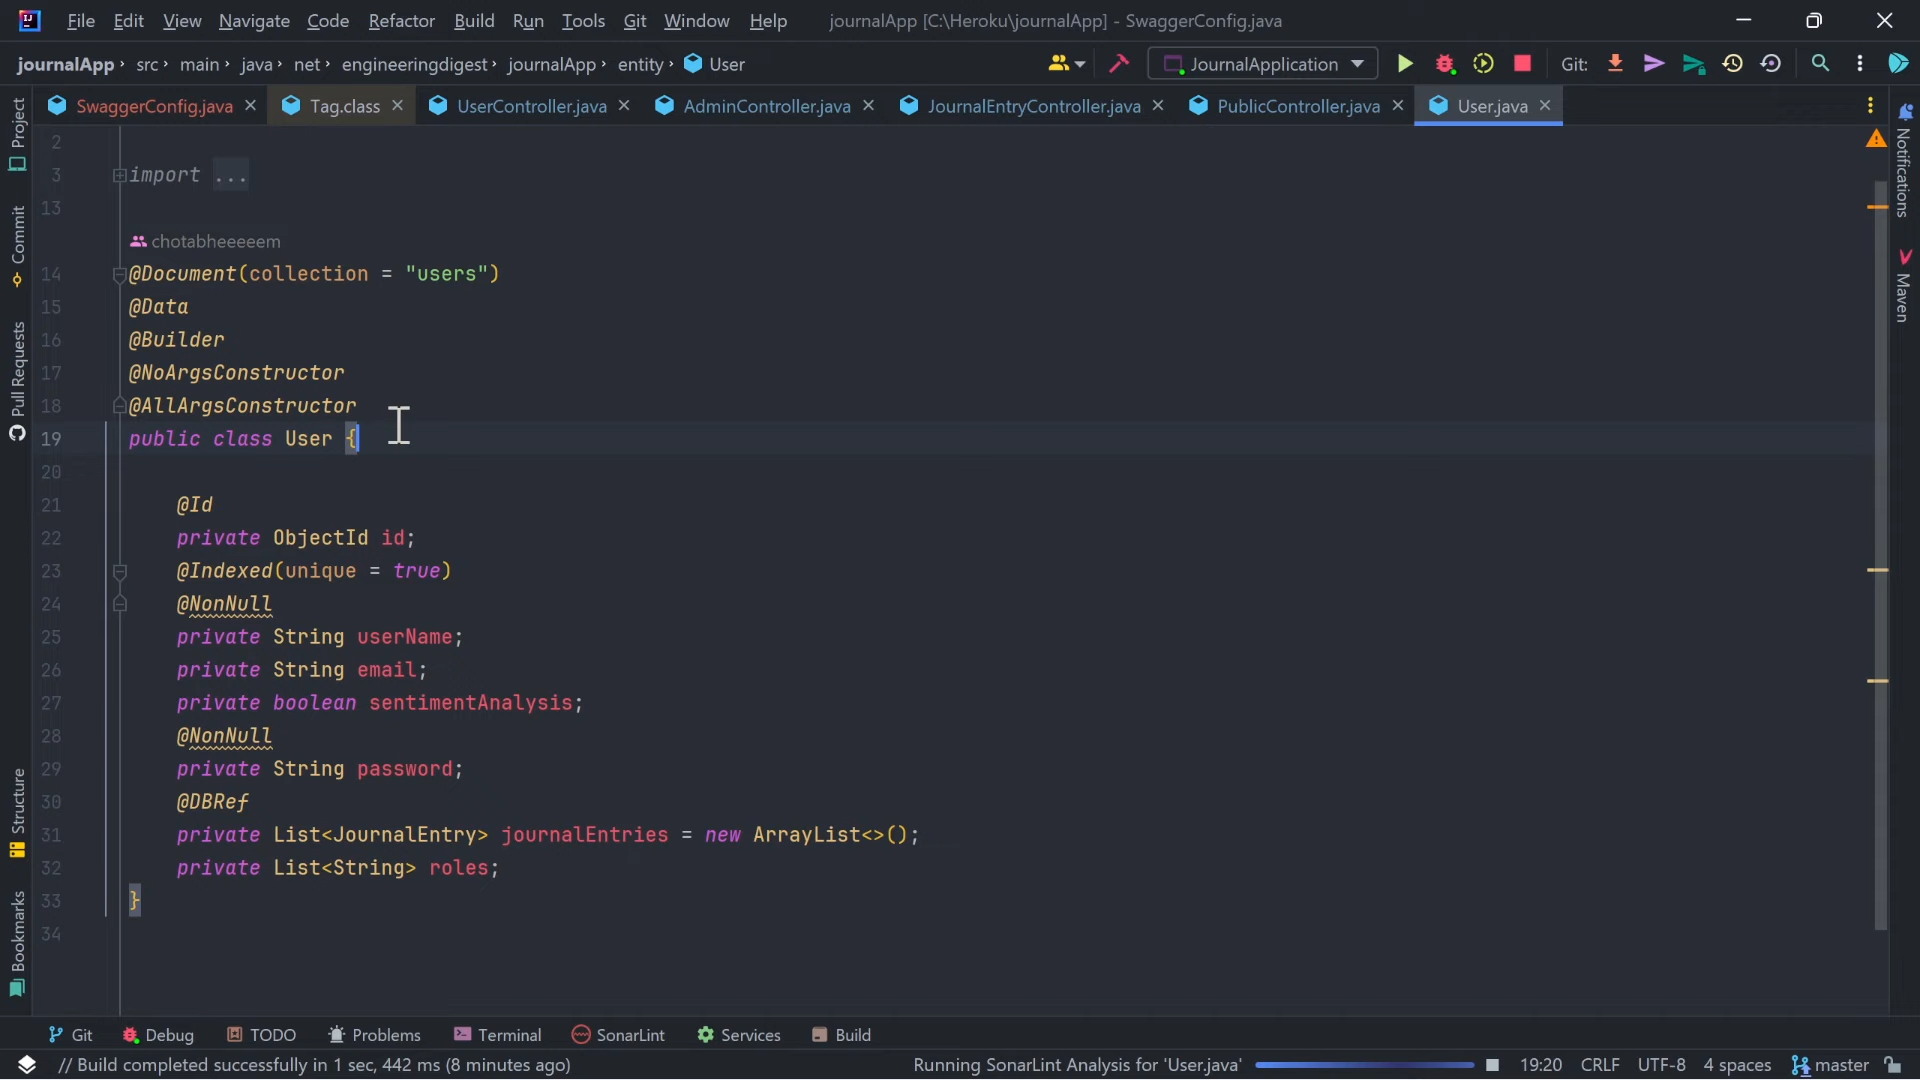 File Edit View Navigate Code Refactor Build Run Tools Git Window Help journalApp [C:\Heroku\journalApp] - SwaggerConfig.java
journalApp › src › main › java › net › engineeringdigest › journalApp › entity › User JournalApplication Git:
SwaggerConfig.java Tag.class UserController.java AdminController.java JournalEntryController.java PublicController.java User.java
Project
Commit
Pull Requests
Structure
Bookmarks
Notifications
Maven
2
3 import ...
13
chotabheeeeem
14 @Document(collection = "users")
15 @Data
16 @Builder
17 @NoArgsConstructor
18 @AllArgsConstructor
19 public class User {
20
21 @Id
22 private ObjectId id;
23 @Indexed(unique = true)
24 @NonNull
25 private String userName;
26 private String email;
27 private boolean sentimentAnalysis;
28 @NonNull
29 private String password;
30 @DBRef
31 private List<JournalEntry> journalEntries = new ArrayList<>();
32 private List<String> roles;
33 }
34
Git Debug TODO Problems Terminal SonarLint Services Build
// Build completed successfully in 1 sec, 442 ms (8 minutes ago) Running SonarLint Analysis for 'User.java' 19:20 CRLF UTF-8 4 spaces master